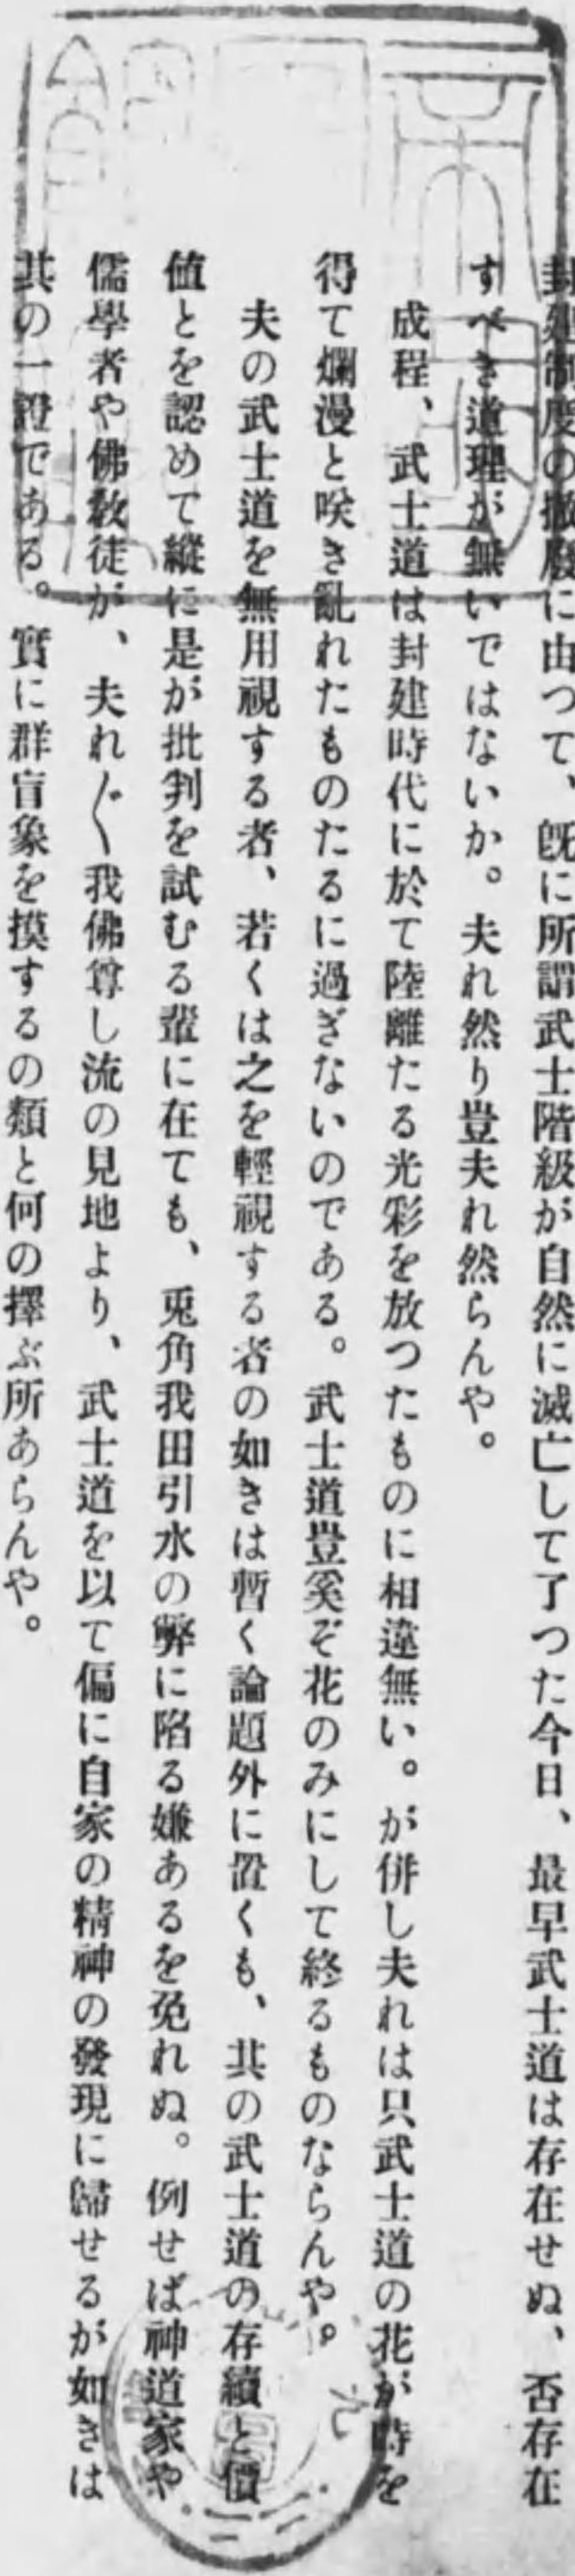 封建制度の撤廢に由つて、既に所謂武士階級が自然に滅亡して了つた今日、最早武士道は存在せぬ、否存在
すべき道理が無いではないか。夫れ然り豈夫れ然らんや。
成程、武士道は封建時代に於て陸離たる光彩を放つたものに相違無い。が併し夫れは只武士道の花が時を
得て爛漫と咲き亂れたものたるに過ぎないのである。武士道豈奚ぞ花のみにして終るものならんや。
夫の武士道を無用視する者、若くは之を輕視する者の如きは暫く論題外に置くも、其の武士道の存續と價
値とを認めて縱に是が批判を試むる輩に在ても、兎角我田引水の弊に陷る嫌あるを免れぬ。例せば神道家や
儒學者や佛敎徒が、夫れ〴〵我佛尊し流の見地より、武士道を以て偏に自家の精神の發現に歸せるが如きは
其の一證である。實に群盲象を摸するの類と何の擇ぶ所あらんや。